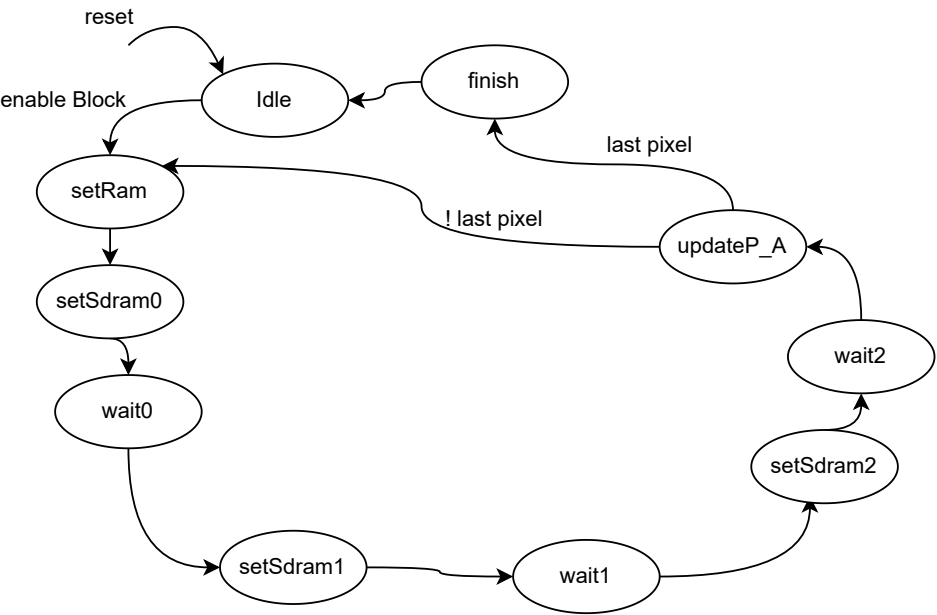 reset
Idle
finish
enable Block
last pixel
setRam
! last pixel
updateP_A
setSdram0
wait2
wait0
setSdram2
setSdram1
wait1